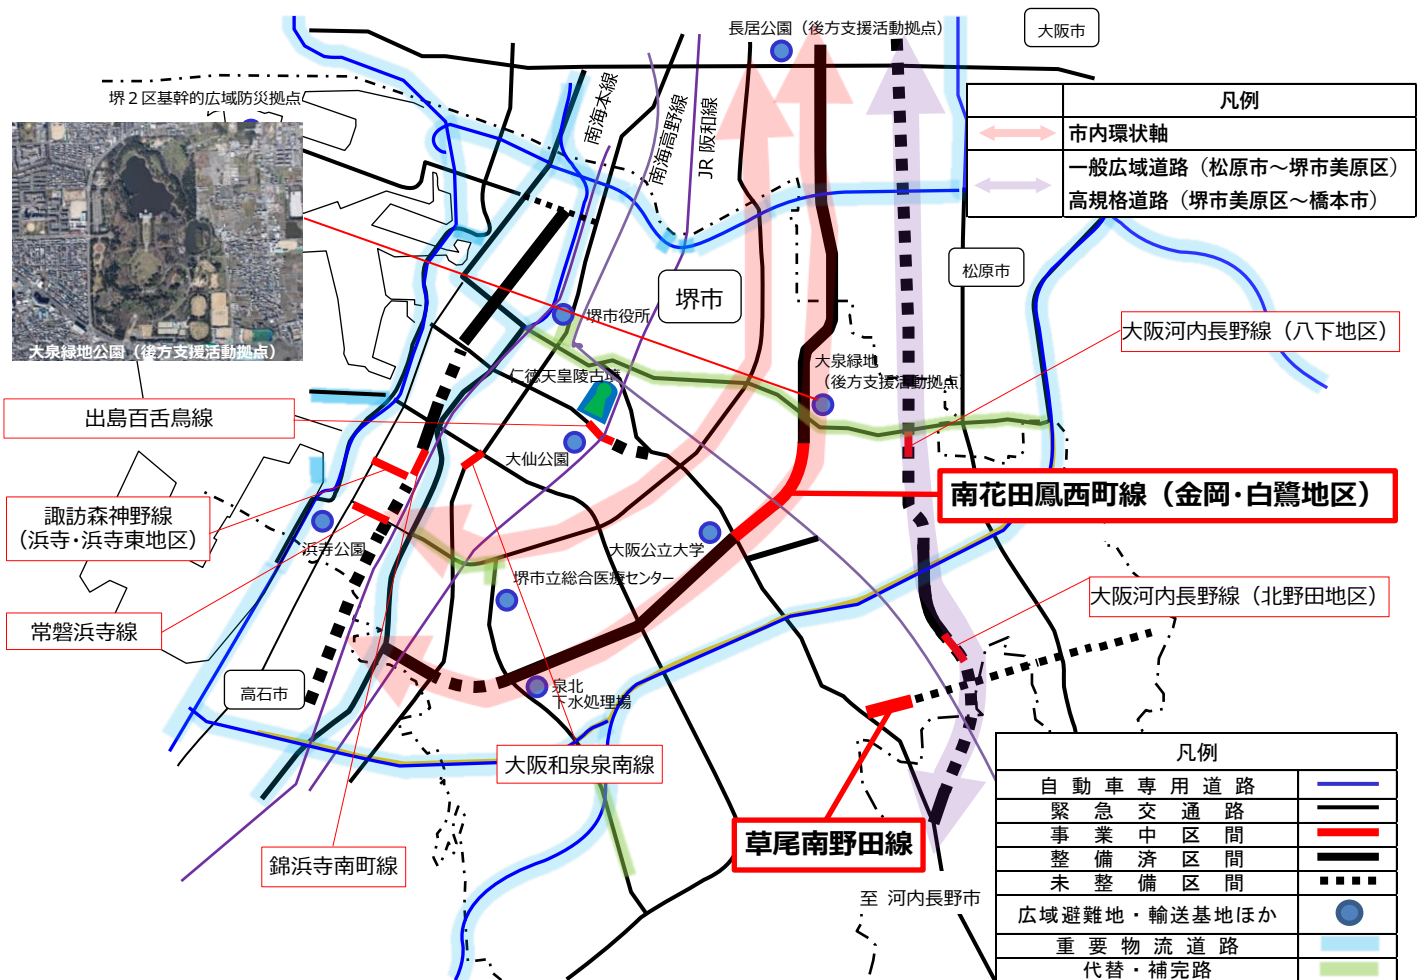 長居公園（後方支援活動拠点）
大阪市
堺２区基幹的広域防災拠点
南海本線
南海高野線
JR 阪和線
凡例
市内環状軸
一般広域道路（松原市～堺市美原区）
高規格道路（堺市美原区～橋本市）
松原市
堺市
堺市役所
大阪河内長野線（八下地区）
大泉緑地公園（後方支援活動拠点）
大泉緑地
（後方支援活動拠点）
仁徳天皇陵古墳
出島百舌鳥線
大仙公園
南花田鳳西町線（金岡・白鷺地区）
諏訪森神野線
（浜寺・浜寺東地区）
浜寺公園
大阪公立大学
堺市立総合医療センター
大阪河内長野線（北野田地区）
常磐浜寺線
高石市
泉北
下水処理場
大阪和泉泉南線
草尾南野田線
錦浜寺南町線
至 河内長野市
凡例
自動車専用道路
緊急交通路
事業中区間
整備済区間
未整備区間
広域避難地・輸送基地ほか
重要物流道路
代替・補完路